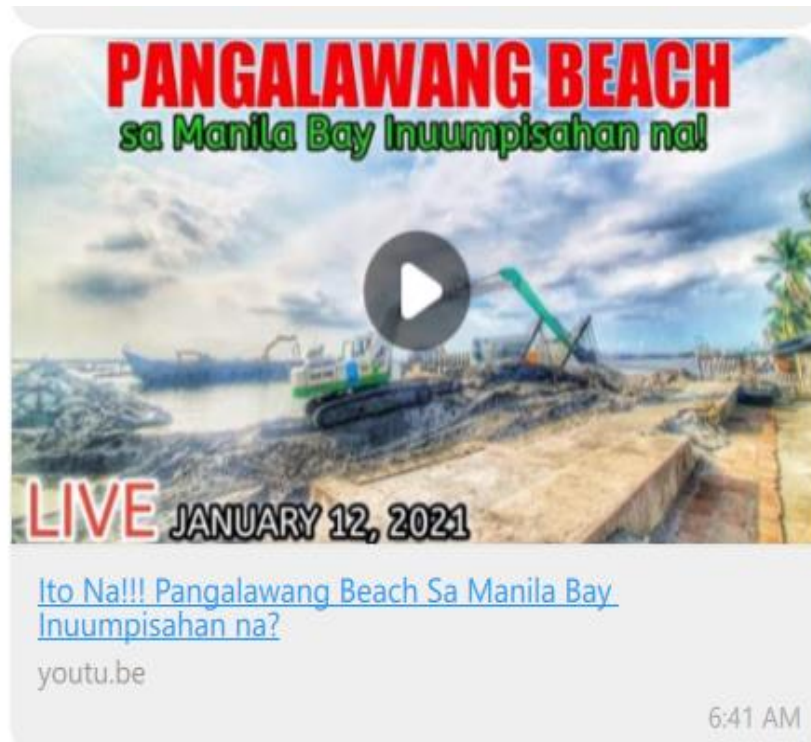 PANGALAWANG BEACH
sa Manila Bay Inuumpisahan na!
LIVE JANUARY 12, 2021
Ito Na!!! Pangalawang Beach Sa Manila Bay
Inuumpisahan na?
youtu.be
6:41 AM